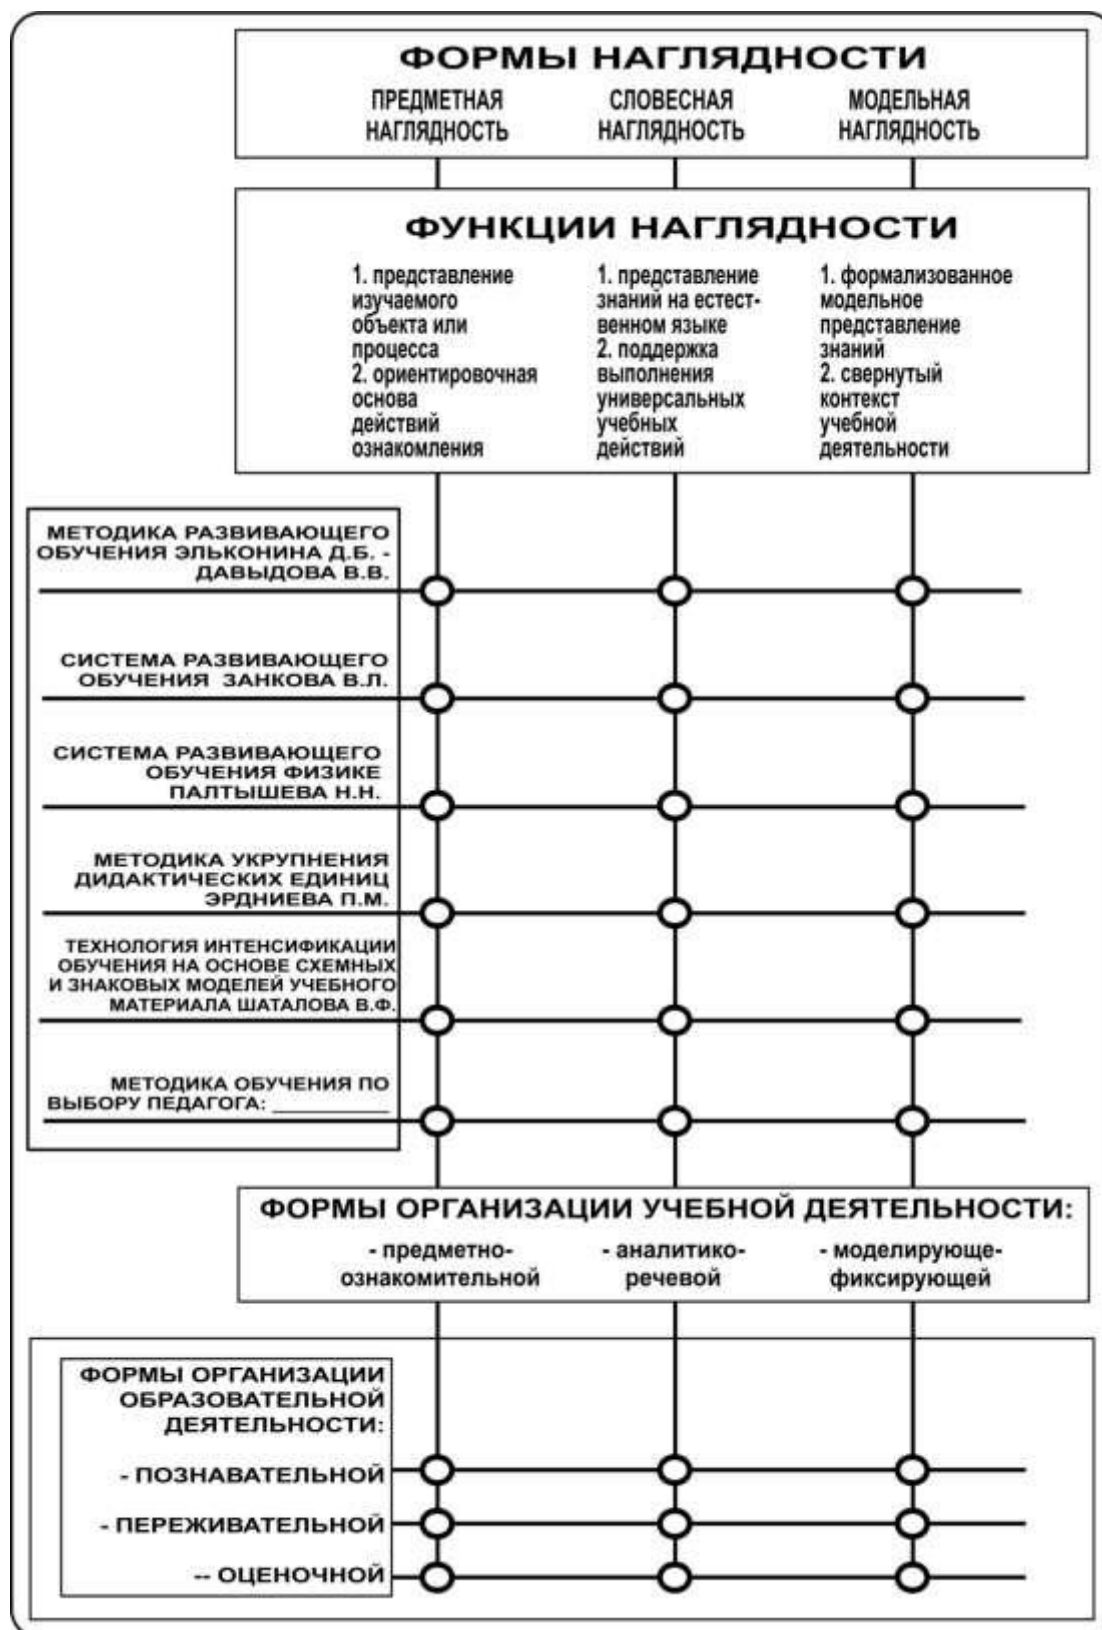 ФОРМЫ НАГЛЯДНОСТИ
ПРЕДМЕТНАЯ СЛОВЕСНАЯ МОДЕЛЬНАЯ
НАГЛЯДНОСТЬ НАГЛЯДНОСТЬ НАГЛЯДНОСТЬ
ФУНКЦИИ НАГЛЯДНОСТИ
1. представление
изучаемого
объекта или
процесса
2. ориентировочная
основа
действий
ознакомления
1. представление
знаний на естест-
венном языке
2. поддержка
выполнения
универсальных
учебных
действий
1. формализованное
модельное
представление
знаний
2. свернутый
контекст
учебной
деятельности
МЕТОДИКА РАЗВИВАЮЩЕГО
ОБУЧЕНИЯ ЭЛЬКОНИНА Д.Б. -
ДАВЫДОВА В.В.
СИСТЕМА РАЗВИВАЮЩЕГО
ОБУЧЕНИЯ ЗАНКОВА В.Л.
СИСТЕМА РАЗВИВАЮЩЕГО
ОБУЧЕНИЯ ФИЗИКЕ
ПАЛТЫШЕВА Н.Н.
МЕТОДИКА УКРУПНЕНИЯ
ДИДАКТИЧЕСКИХ ЕДИНИЦ
ЭРДНИЕВА П.М.
ТЕХНОЛОГИЯ ИНТЕНСИФИКАЦИИ
ОБУЧЕНИЯ НА ОСНОВЕ СХЕМНЫХ
И ЗНАКОВЫХ МОДЕЛЕЙ УЧЕБНОГО
МАТЕРИАЛА ШАТАЛОВА В.Ф.
МЕТОДИКА ОБУЧЕНИЯ ПО
ВЫБОРУ ПЕДАГОГА: __________
ФОРМЫ ОРГАНИЗАЦИИ УЧЕБНОЙ ДЕЯТЕЛЬНОСТИ:
- предметно-
ознакомительной
- аналитико-
речевой
- моделирующе-
фиксирующей
ФОРМЫ ОРГАНИЗАЦИИ
ОБРАЗОВАТЕЛЬНОЙ
ДЕЯТЕЛЬНОСТИ:
- ПОЗНАВАТЕЛЬНОЙ
- ПЕРЕЖИВАТЕЛЬНОЙ
-- ОЦЕНОЧНОЙ